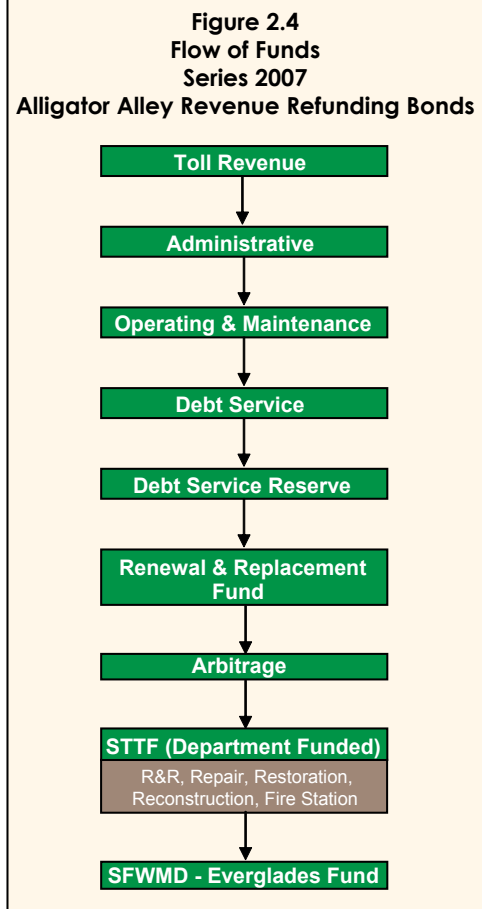 Figure 2.4
Flow of Funds
Series 2007
Alligator Alley Revenue Refunding Bonds
Toll Revenue
Administrative
Operating & Maintenance
Debt Service
Debt Service Reserve
Renewal & Replacement
Fund
Arbitrage
STTF (Department Funded)
R&R, Repair, Restoration,
Reconstruction, Fire Station
SFWMD - Everglades Fund